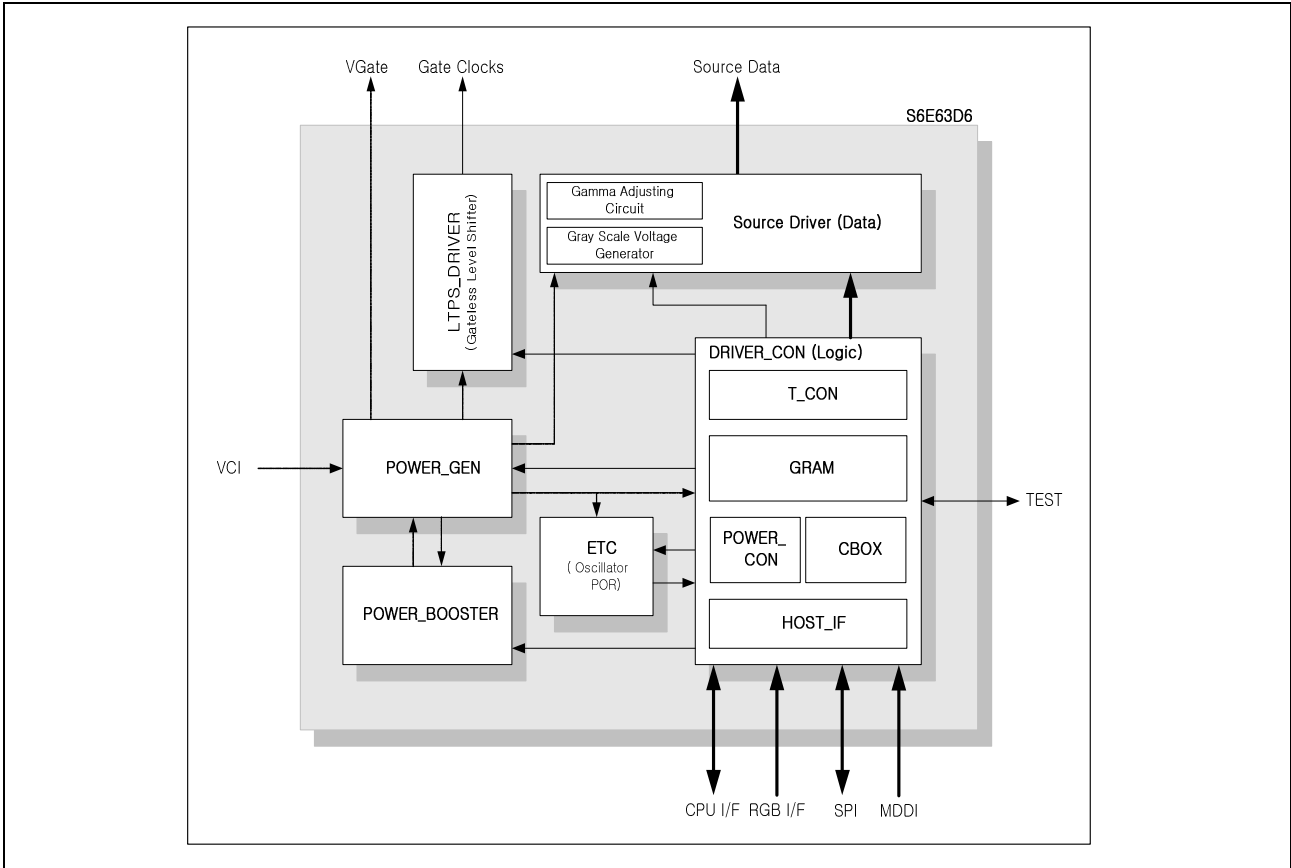 VGate
Gate Clocks
Source Data
S6E63D6
LTPS_DRIVER
(Gateless Level Shifter)
Gamma Adjusting
Circuit
Gray Scale Voltage
Generator
Source Driver (Data)
DRIVER_CON (Logic)
T_CON
GRAM
POWER_
CON
CBOX
HOST_IF
VCI
POWER_GEN
TEST
ETC
( Oscillator
POR)
POWER_BOOSTER
CPU I/F
RGB I/F
SPI
MDDI